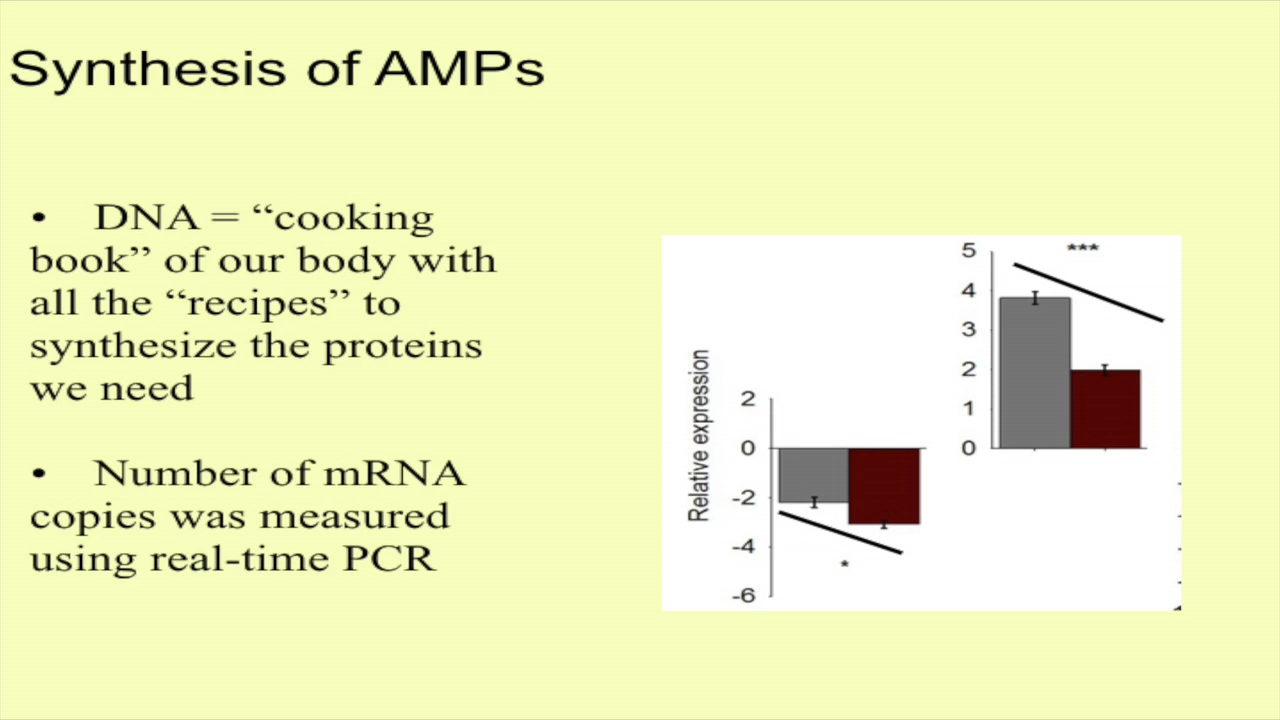 Synthesis of AMPs
• DNA = “cooking
book” of our body with
all the “recipes” to
synthesize the proteins
we need
• Number of mRNA
copies was measured
using real-time PCR
Relative expression
2
0
-2
-4
-6
*
5
4
3
2
1
0
***